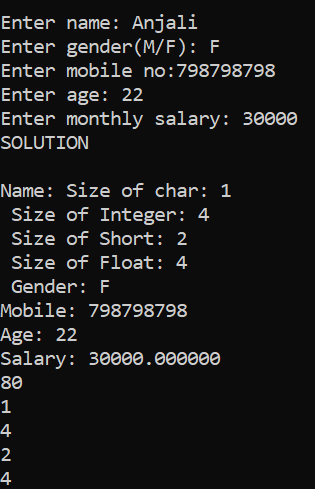 Enter name: Anjali
Enter gender(M/F): F
Enter mobile no:798798798
Enter age: 22
Enter monthly salary: 30000
SOLUTION
Name: Size of char: 1
Size of Integer: 4
Size of Short: 2
Size of Float: 4
Gender: F
Mobile: 798798798
Age: 22
Salary: 30000.000000
80
1
4
2
4